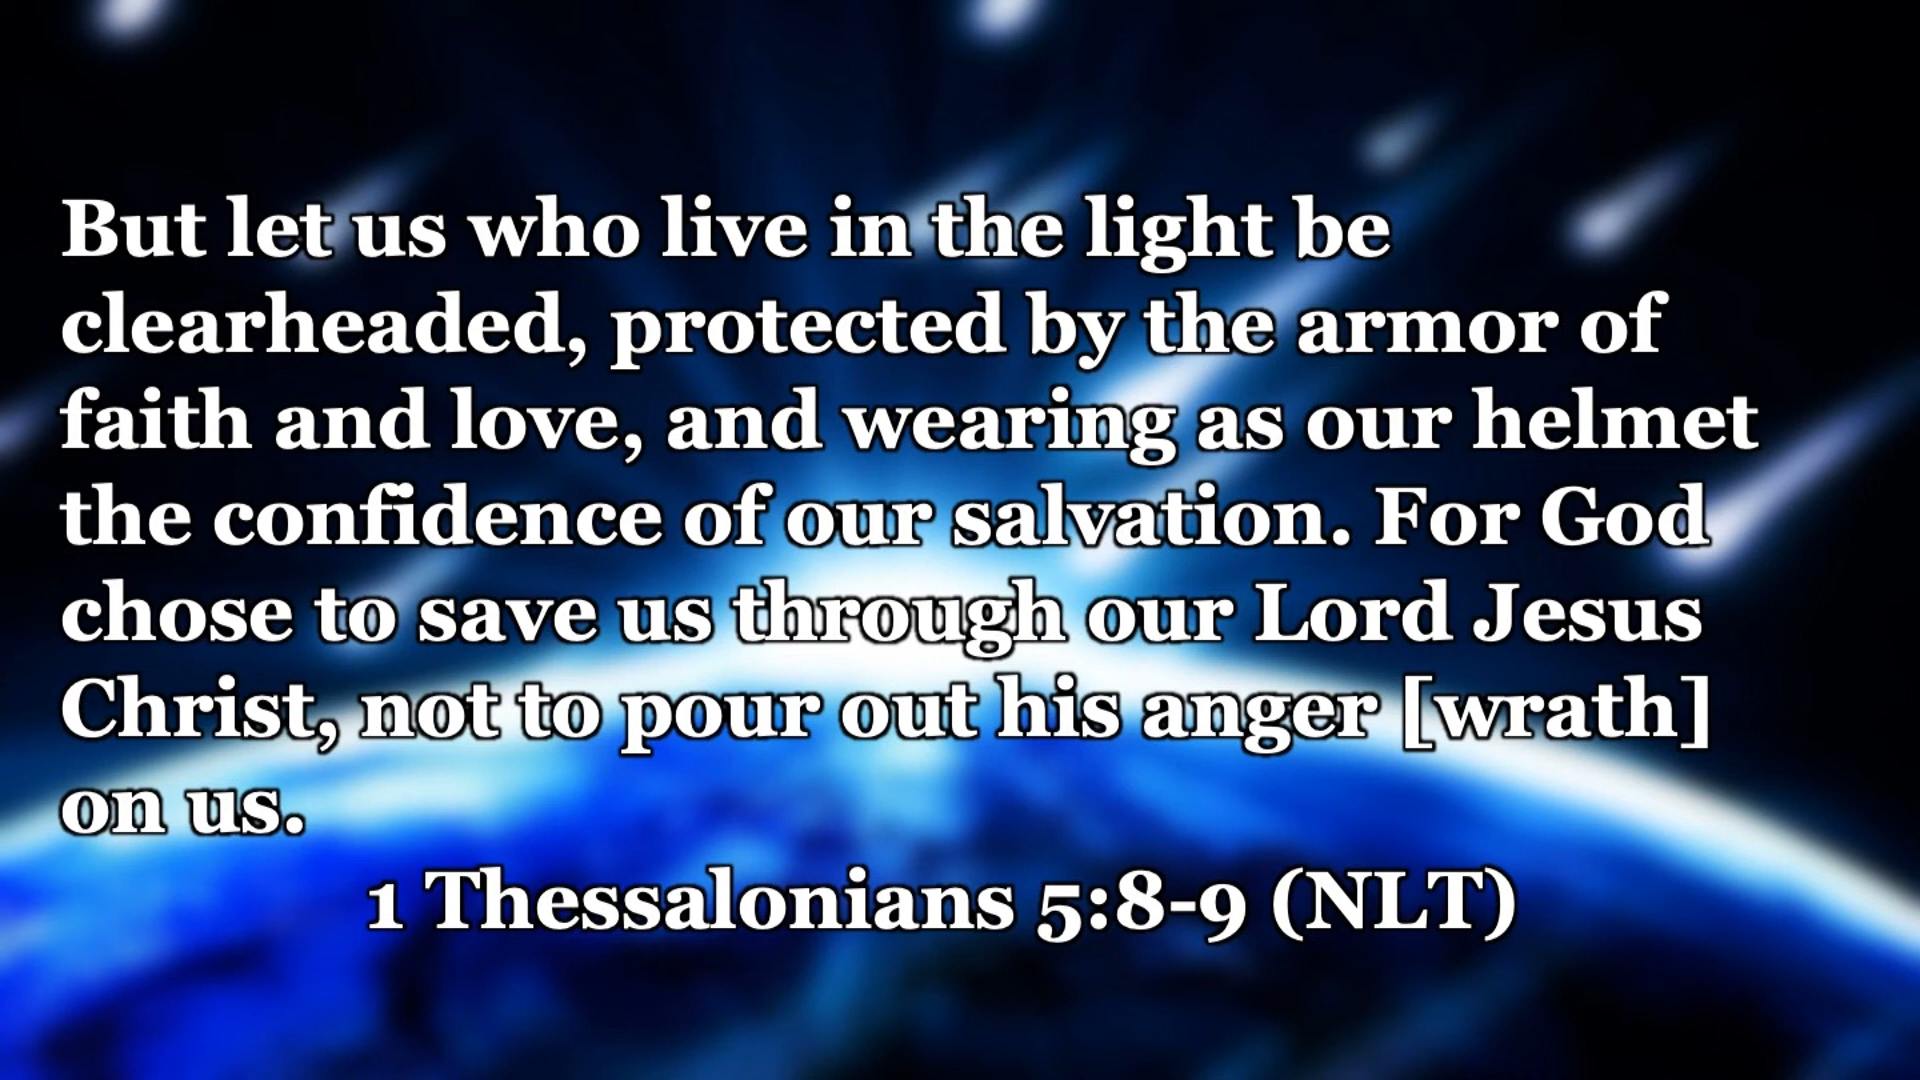 But let us who live in the light be
clearheaded, protected by the armor of
faith and love, and wearing as our helmet
the confidence of our salvation. For God
chose to save us through our Lord Jesus
Christ, not to pour out his anger [wrath]
on us.
1 Thessalonians 5:8-9 (NLT)